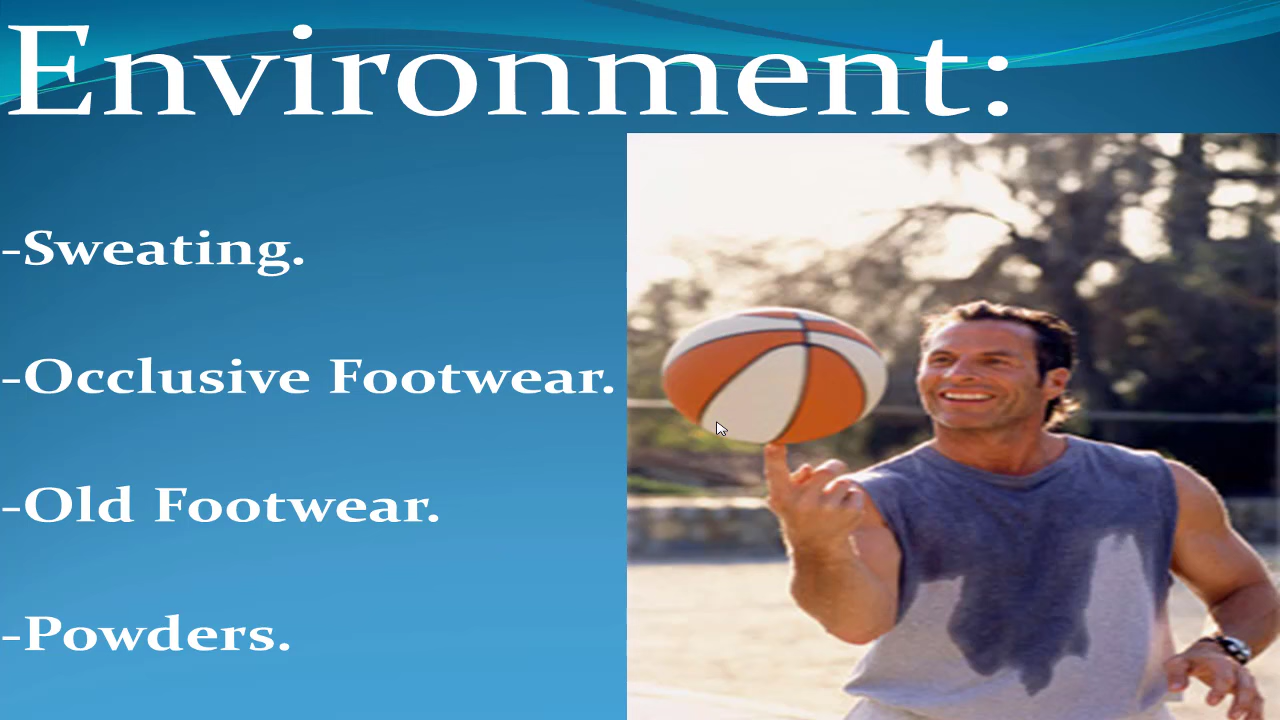 Environment:
-Sweating.
-Occlusive Footwear.
-Old Footwear.
-Powders.